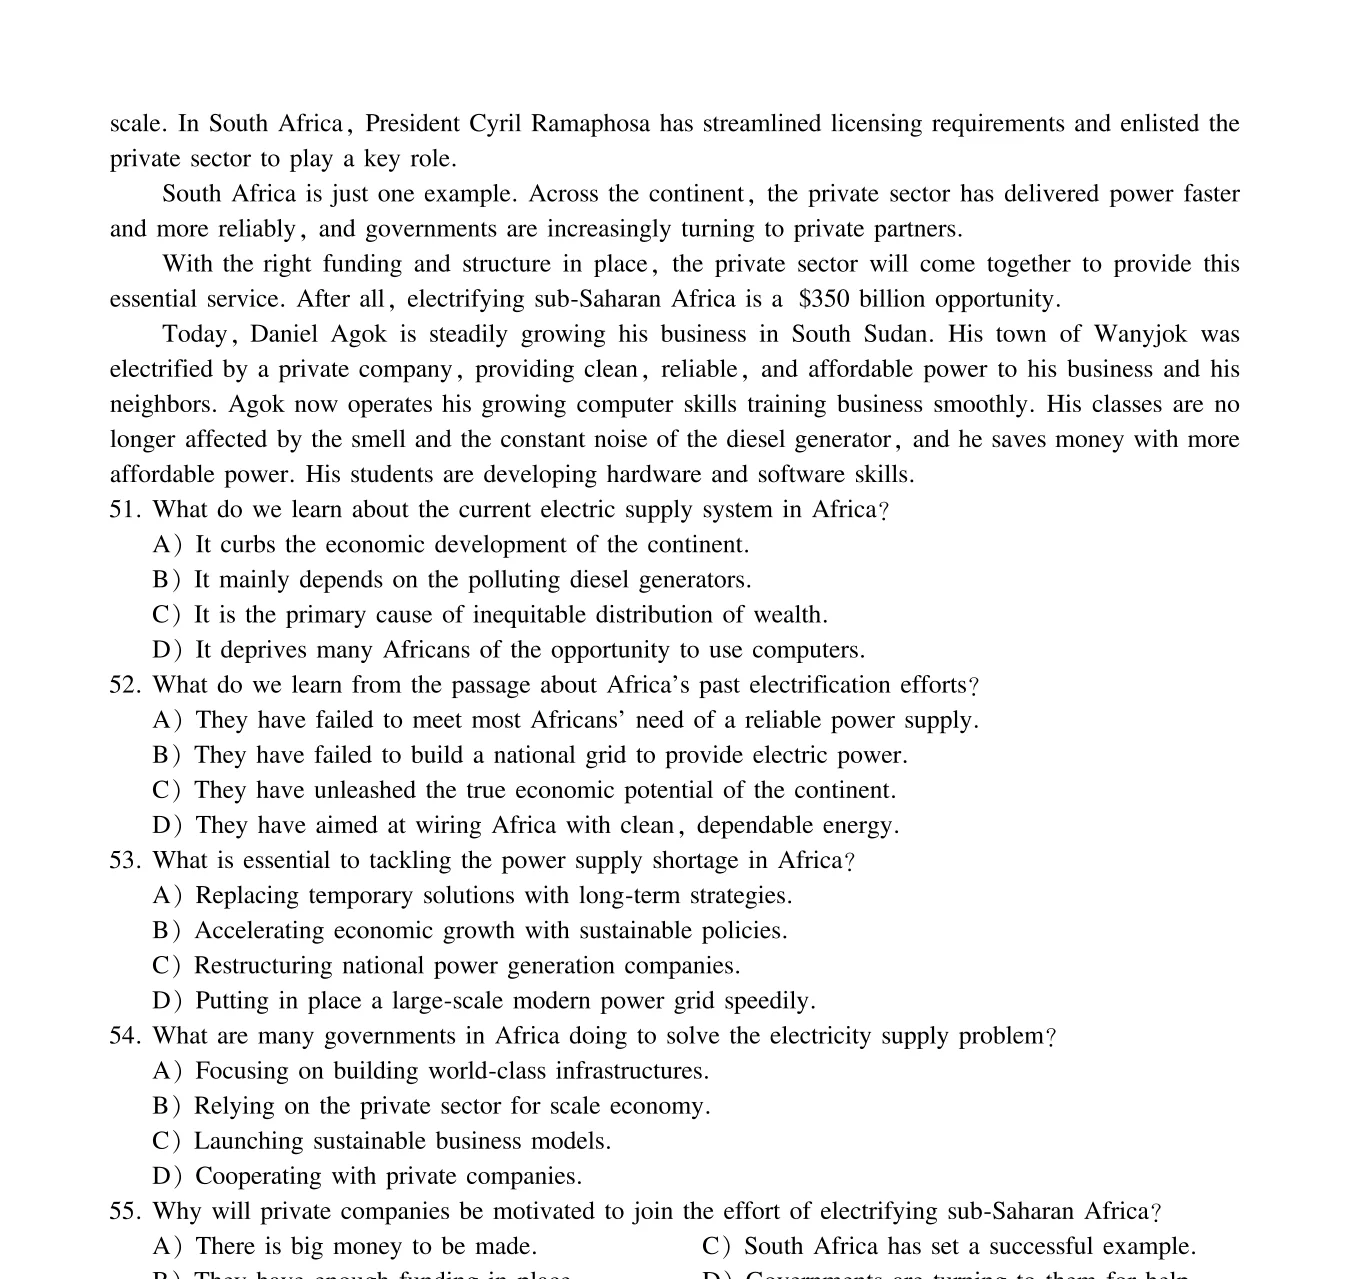 scale. In South Africa, President Cyril Ramaphosa has streamlined licensing requirements and enlisted the
private sector to play a key role.
South Africa is just one example. Across the continent, the private sector has delivered power faster
and more reliably, and governments are increasingly turning to private partners.
With the right funding and structure in place, the private sector will come together to provide this
essential service. After all, electrifying sub-Saharan Africa is a $350 billion opportunity.
Today, Daniel Agok is steadily growing his business in South Sudan. His town of Wanyjok was
electrified by a private company, providing clean, reliable, and affordable power to his business and his
neighbors. Agok now operates his growing computer skills training business smoothly. His classes are no
longer affected by the smell and the constant noise of the diesel generator, and he saves money with more
affordable power. His students are developing hardware and software skills.
51. What do we learn about the current electric supply system in Africa?
A) It curbs the economic development of the continent.
B) It mainly depends on the polluting diesel generators.
C) It is the primary cause of inequitable distribution of wealth.
D) It deprives many Africans of the opportunity to use computers.
52. What do we learn from the passage about Africa's past electrification efforts?
A) They have failed to meet most Africans' need of a reliable power supply.
B) They have failed to build a national grid to provide electric power.
C) They have unleashed the true economic potential of the continent.
D) They have aimed at wiring Africa with clean, dependable energy.
53. What is essential to tackling the power supply shortage in Africa?
A) Replacing temporary solutions with long-term strategies.
B) Accelerating economic growth with sustainable policies.
C) Restructuring national power generation companies.
D) Putting in place a large-scale modern power grid speedily.
54. What are many governments in Africa doing to solve the electricity supply problem?
A) Focusing on building world-class infrastructures.
B) Relying on the private sector for scale economy.
C) Launching sustainable business models.
D) Cooperating with private companies.
55. Why will private companies be motivated to join the effort of electrifying sub-Saharan Africa?
A) There is big money to be made. C) South Africa has set a successful example.
B) They have enough funding in place. D) Governments are turning to them for help.